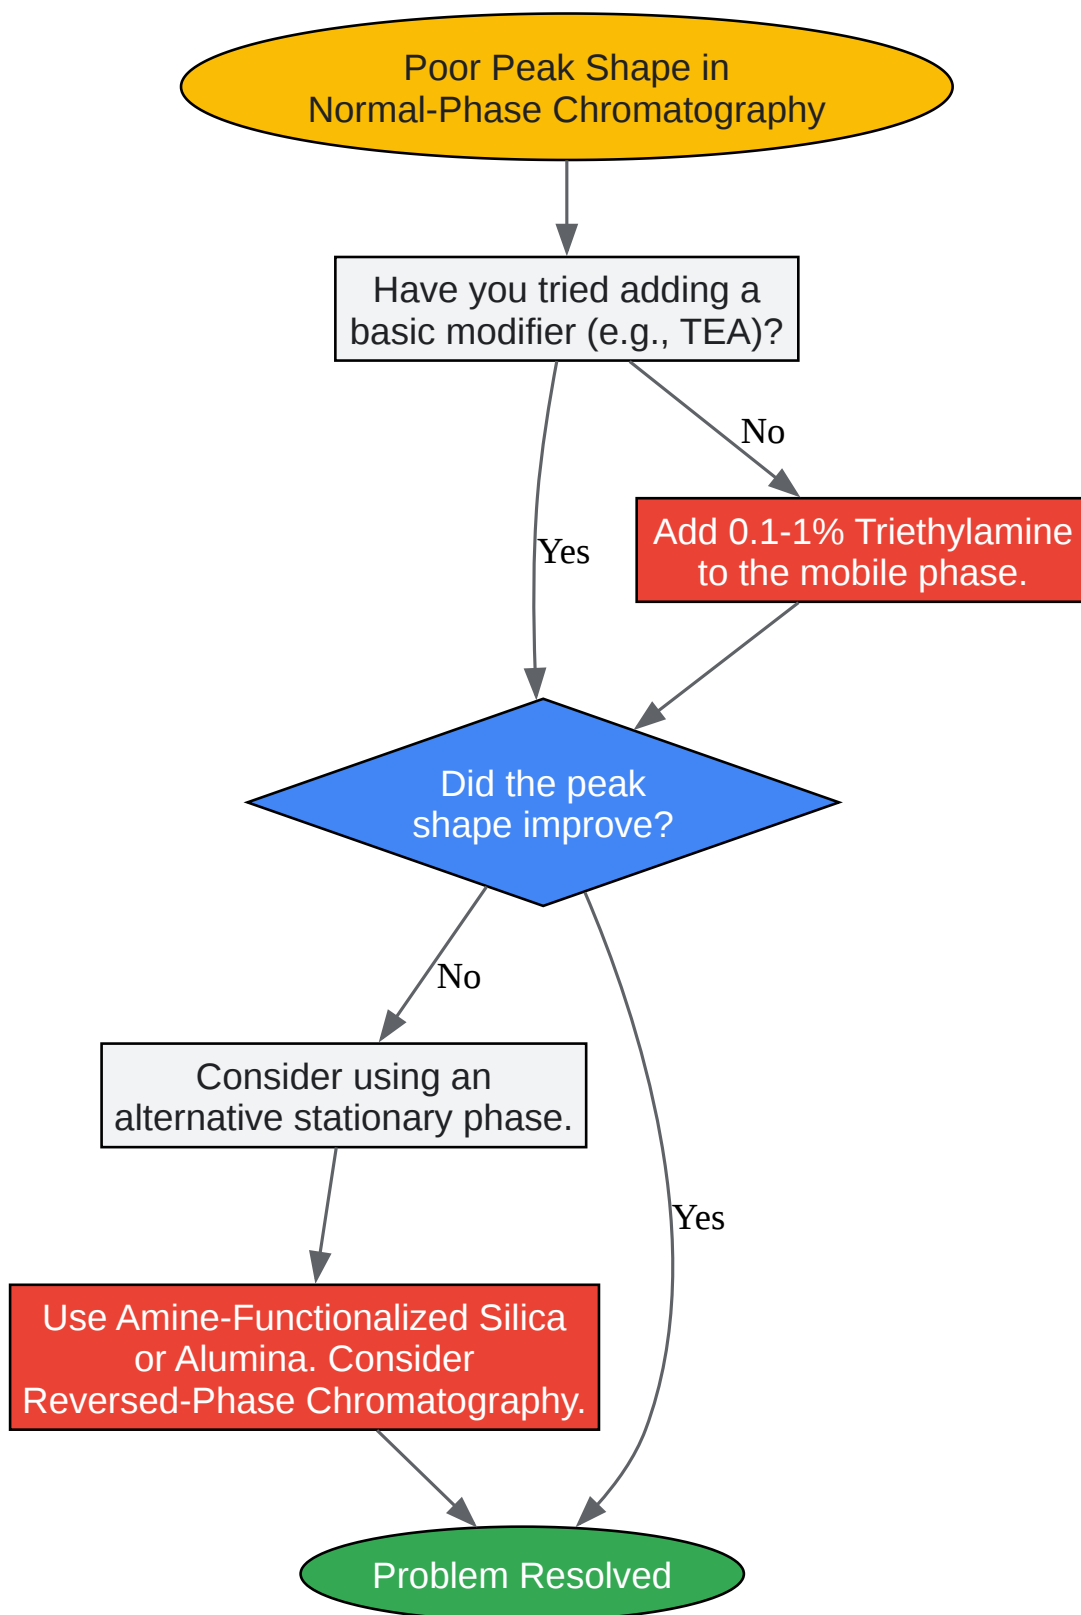 Poor Peak Shape in
Normal-Phase Chromatography
Have you tried adding a
basic modifier (e.g., TEA)?
No
Yes
Add 0.1-1% Triethylamine
to the mobile phase.
Did the peak
shape improve?
No
Consider using an
alternative stationary phase.
Yes
Use Amine-Functionalized Silica
or Alumina. Consider
Reversed-Phase Chromatography.
Problem Resolved